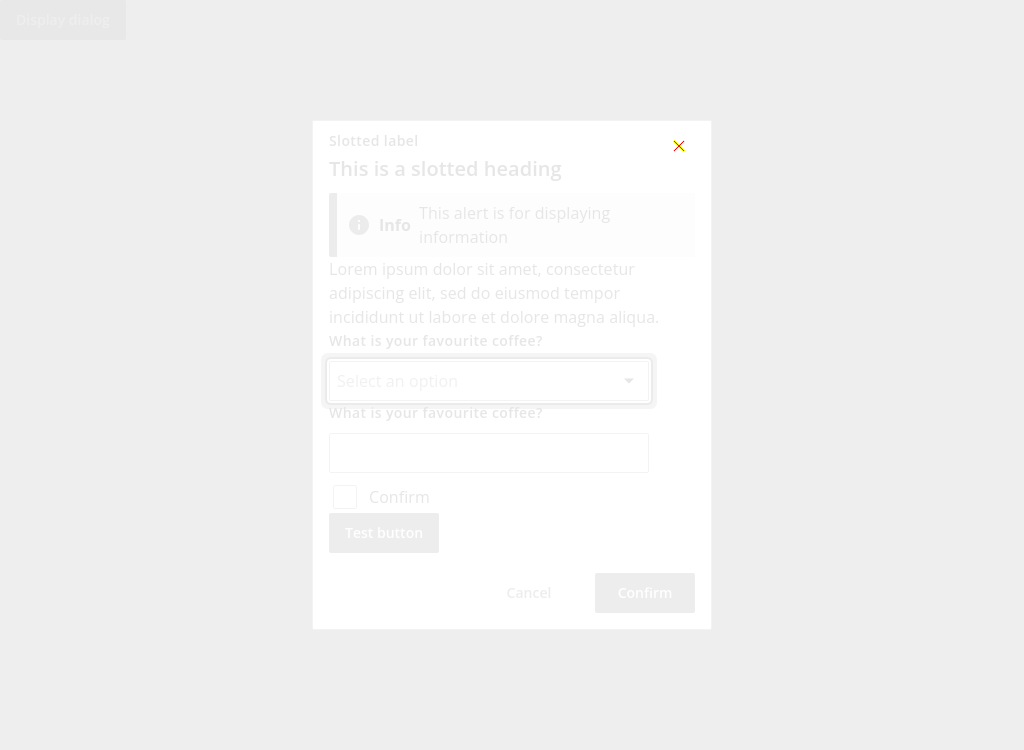 Display dialog
Slotted label
This is a slotted heading
Info
This alert is for displaying
information
Lorem ipsum dolor sit amet, consectetur
adipiscing elit, sed do eiusmod tempor
incididunt ut labore et dolore magna aliqua.
What is your favourite coffee?
Select an option
What is your favourite coffee?
Confirm
Test button
Cancel
Confirm